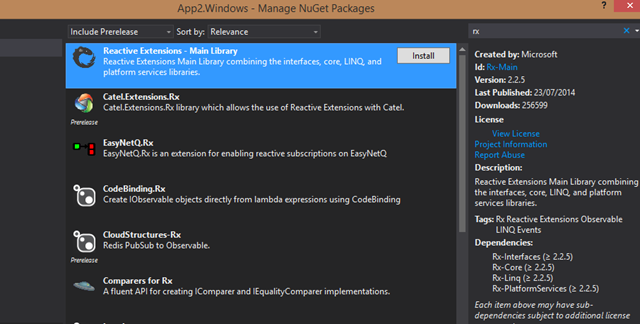 App2.Windows - Manage NuGet Packages
Include Prerelease
Sort by: Relevance
rx
Reactive Extensions - Main Library
Reactive Extensions Main Library combining the interfaces, core, LINQ, and
platform services libraries.
Install
Catel.Extensions.Rx
Catel.Extensions.Rx library which allows the use of Reactive Extensions with Catel.
Prerelease
EasyNetQ.Rx
EasyNetQ.Rx is an extension for enabling reactive subscriptions on EasyNetQ
CodeBinding.Rx
Create IObservable objects directly from lambda expressions using CodeBinding
CloudStructures-Rx
Redis PubSub to Observable.
Prerelease
Comparers for Rx
A fluent API for creating IComparer and IEqualityComparer implementations.
Created by: Microsoft
Id: Rx-Main
Version: 2.2.5
Last Published: 23/07/2014
Downloads: 256599
License
View License
Project Information
Report Abuse
Description:
Reactive Extensions Main Library combining
the interfaces, core, LINQ, and platform
services libraries.
Tags: Rx Reactive Extensions Observable
LINQ Events
Dependencies:
Rx-Interfaces (≥ 2.2.5)
Rx-Core (≥ 2.2.5)
Rx-Linq (≥ 2.2.5)
Rx-PlatformServices (≥ 2.2.5)
Each item above may have sub-
dependencies subject to additional license